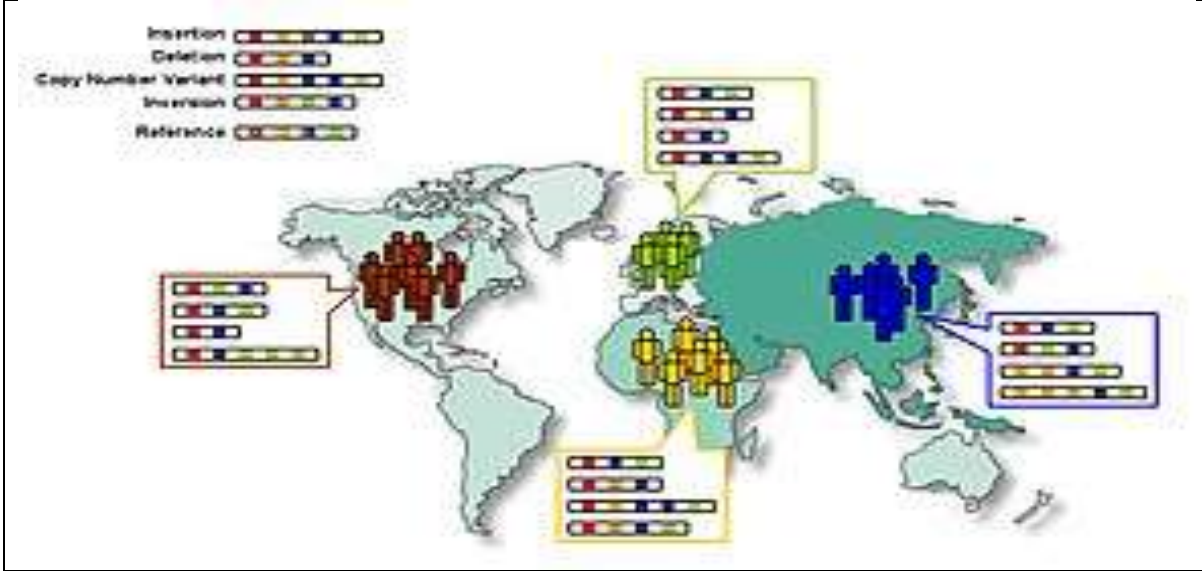 Insertion
Deletion
Copy Number Variant
Inversion
Reference